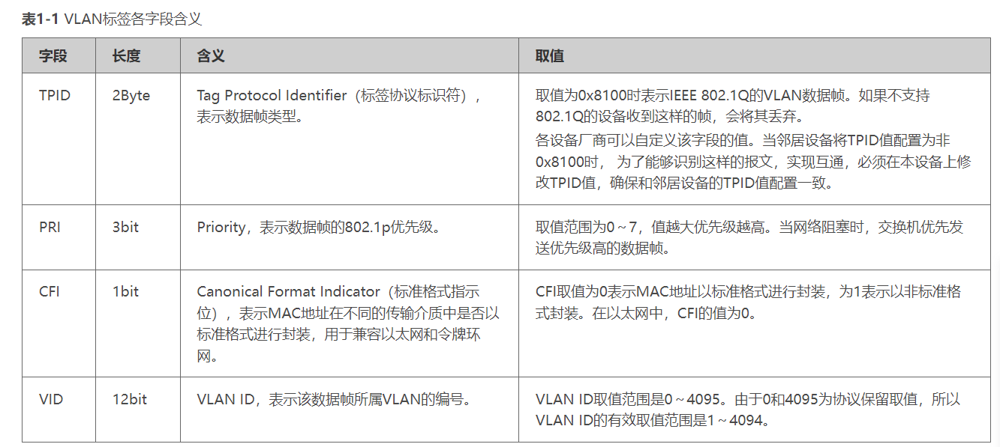 表1-1 VLAN标签各字段含义
字段 长度 含义 取值
TPID 2Byte Tag Protocol Identifier（标签协议标识符），
表示数据帧类型。
取值为0x8100时表示IEEE 802.1Q的VLAN数据帧。如果不支持
802.1Q的设备收到这样的帧，会将其丢弃。
各设备厂商可以自定义该字段的值。当邻居设备将TPID值配置为非
0x8100时， 为了能够识别这样的报文，实现互通，必须在本设备上修
改TPID值，确保和邻居设备的TPID值配置一致。
PRI 3bit Priority，表示数据帧的802.1p优先级。
取值范围为0～7，值越大优先级越高。当网络阻塞时，交换机优先发
送优先级高的数据帧。
CFI 1bit Canonical Format Indicator（标准格式指示
位），表示MAC地址在不同的传输介质中是否以
标准格式进行封装，用于兼容以太网和令牌环
网。
CFI取值为0表示MAC地址以标准格式进行封装，为1表示以非标准格
式封装。在以太网中，CFI的值为0。
VID 12bit VLAN ID，表示该数据帧所属VLAN的编号。
VLAN ID取值范围是0～4095。由于0和4095为协议保留取值，所以
VLAN ID的有效取值范围是1～4094。